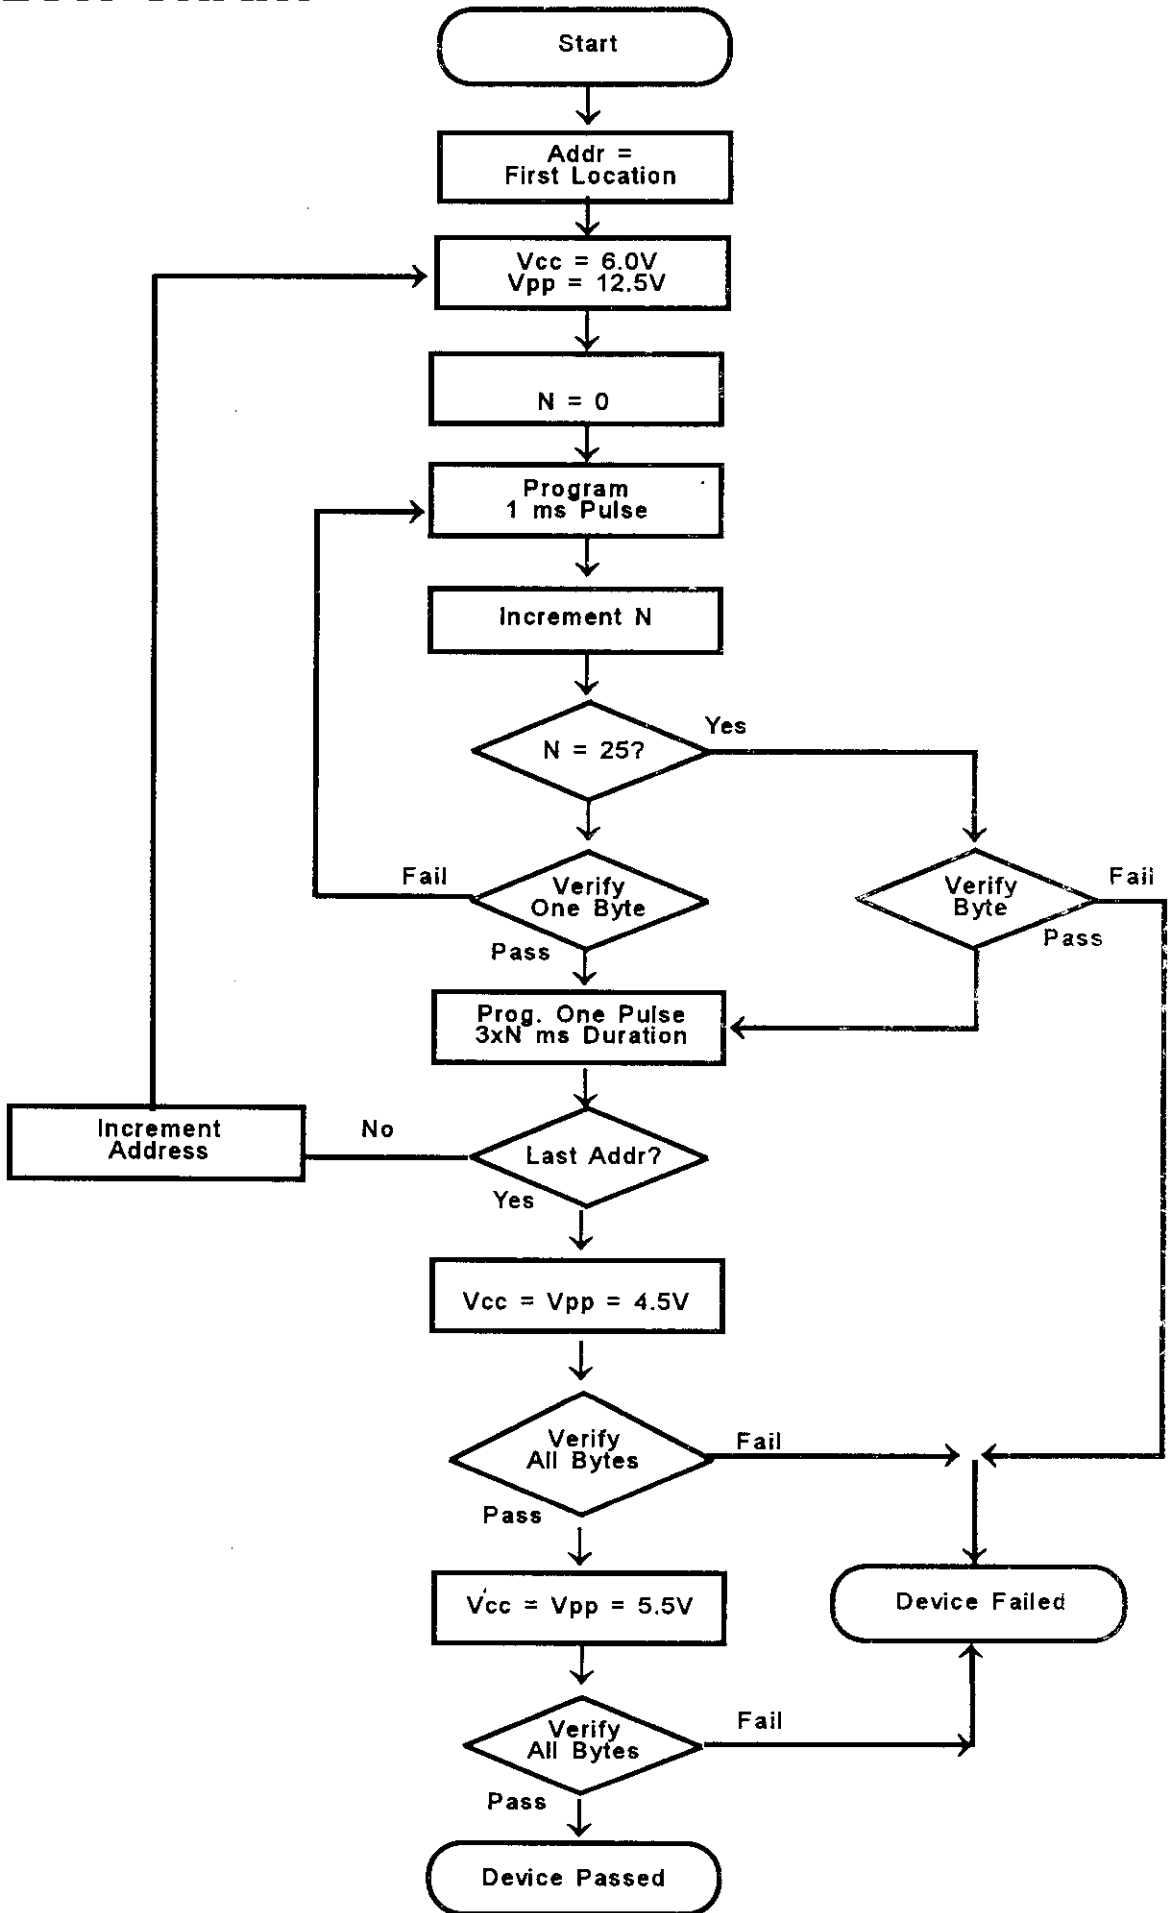 Start
Addr =
First Location
Vcc = 6.0V
Vpp = 12.5V
N = 0
Program
1 ms Pulse
Increment N
N = 25?
Yes
Fail
Verify
One Byte
Pass
Verify
Byte
Fail
Pass
Prog. One Pulse
3xN ms Duration
Increment
Address
No
Last Addr?
Yes
Vcc = Vpp = 4.5V
Verify
All Bytes
Fail
Pass
Vcc = Vpp = 5.5V
Device Failed
Verify
All Bytes
Fail
Pass
Device Passed